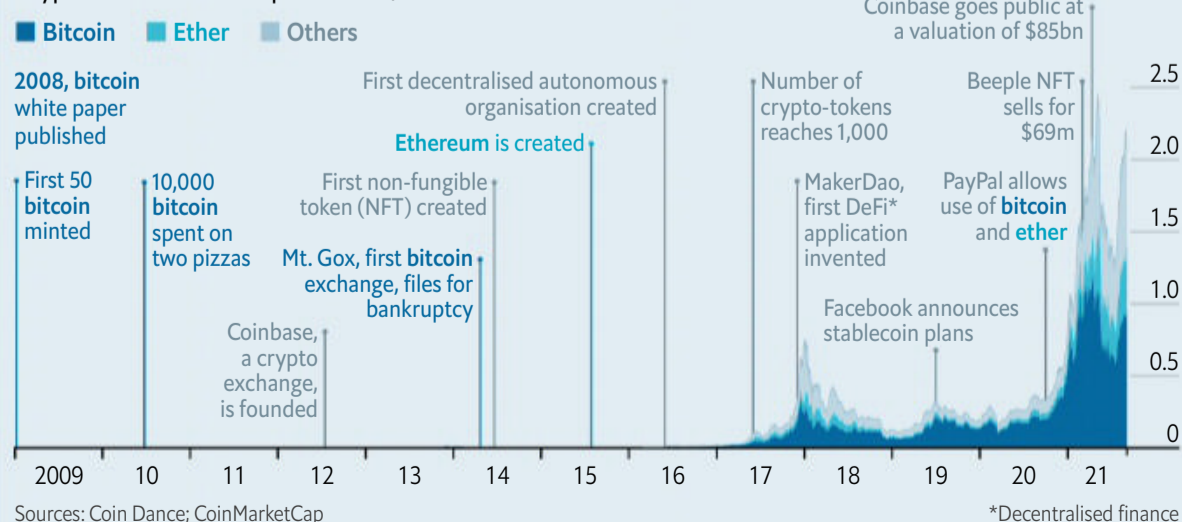 Bitcoin
Ether
Others
Coinbase goes public at
a valuation of $85bn
2008, bitcoin
white paper
published
First decentralised autonomous
organisation created
Number of
crypto-tokens
reaches 1,000
Beeple NFT
sells for
$69m
Ethereum is created
First 50
bitcoin
minted
10,000
bitcoin
spent on
two pizzas
First non-fungible
token (NFT) created
MakerDao,
first DeFi*
application
invented
PayPal allows
use of bitcoin
and ether
Mt. Gox, first bitcoin
exchange, files for
bankruptcy
Coinbase,
a crypto
exchange,
is founded
Facebook announces
stablecoin plans
2.5
2.0
1.5
1.0
0.5
0
2009
10
11
12
13
14
15
16
17
18
19
20
21
Sources: Coin Dance; CoinMarketCap
*Decentralised finance